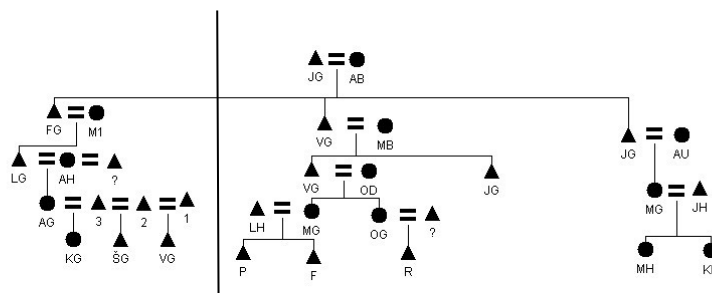 JG AB
FG M1
VG MB
JG AU
LG AH ?
VG OD JG
MG JH
AG 3 2 1
LH MG OG ?
KG ŠG VG
P F R
MH